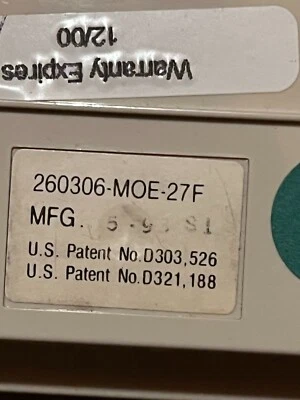 Warranty Expires
12/00
260306-MOE-27F
MFG.
U.S. Patent No.D303,526
U.S. Patent No.D321,188